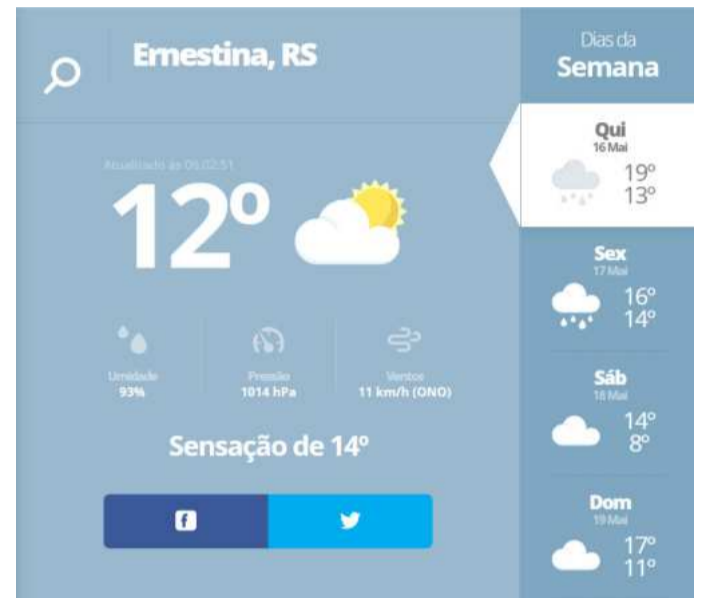 Ernestina, RS
Atualizado às 06:02:51
12º
Umidade
93%
Pressão
1014 hPa
Ventos
11 km/h (ONO)
Sensação de 14º
Dias da
Semana
Qui
16 Mai
19º
13º
Sex
17 Mai
16º
14º
Sáb
18 Mai
14º
8º
Dom
19 Mai
17º
11º